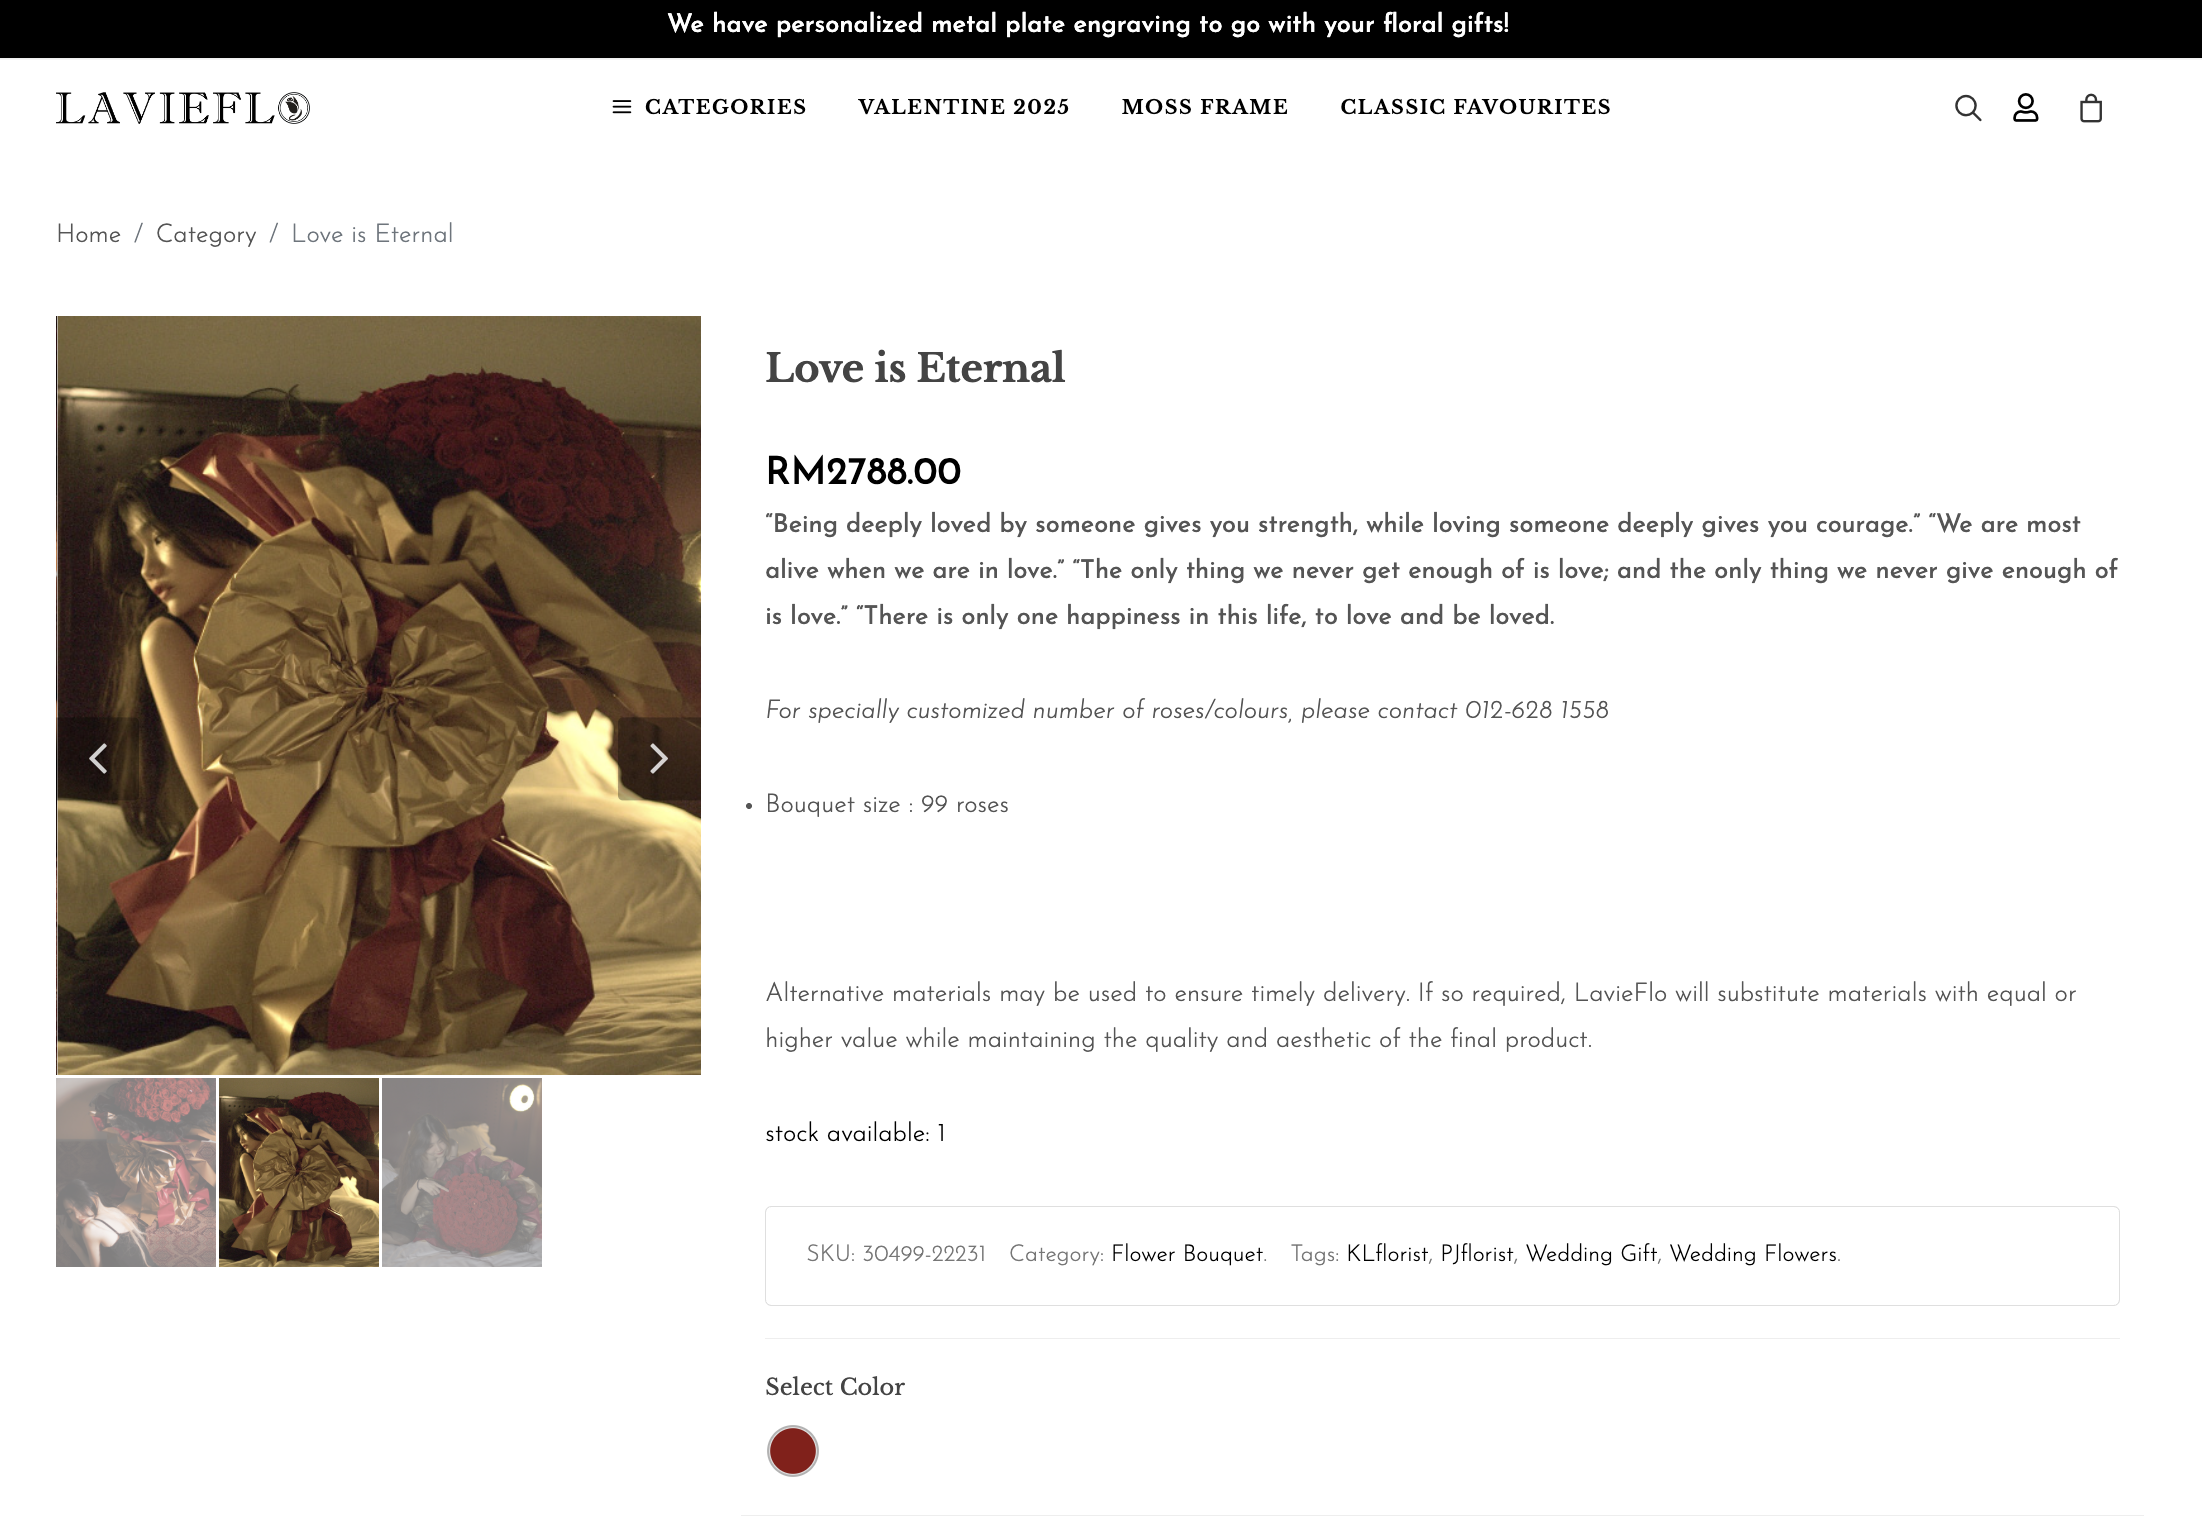 We have personalized metal plate engraving to go with your floral gifts!
LAVIEFLO
CATEGORIES
VALENTINE 2025
MOSS FRAME
CLASSIC FAVOURITES
Home / Category / Love is Eternal
Love is Eternal
RM2788.00
“Being deeply loved by someone gives you strength, while loving someone deeply gives you courage.” “We are most
alive when we are in love.” “The only thing we never get enough of is love; and the only thing we never give enough of
is love.” “There is only one happiness in this life, to love and be loved.
For specially customized number of roses/colours, please contact 012-628 1558
• Bouquet size : 99 roses
Alternative materials may be used to ensure timely delivery. If so required, LavieFlo will substitute materials with equal or
higher value while maintaining the quality and aesthetic of the final product.
stock available: 1
SKU: 30499-22231 Category: Flower Bouquet. Tags: KLflorist, PJflorist, Wedding Gift, Wedding Flowers.
Select Color